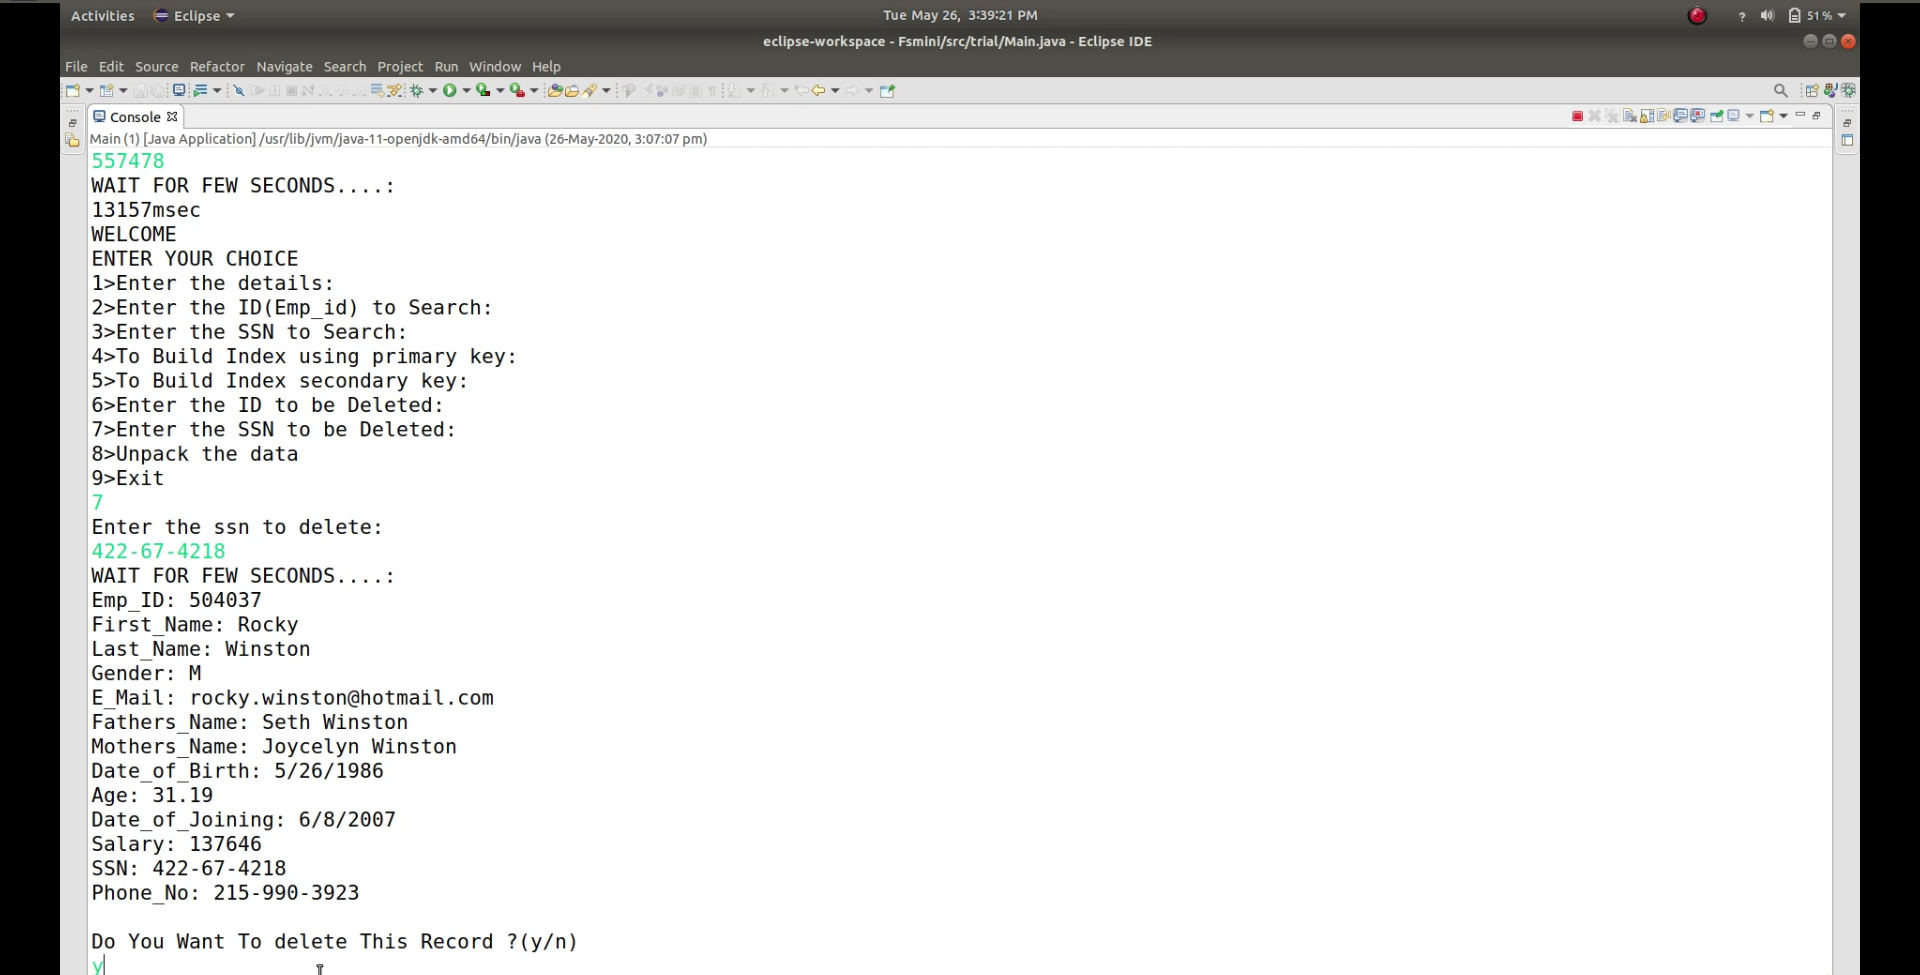 Activities Eclipse Tue May 26, 3:39:21 PM ? 51 %
eclipse-workspace - Fsmini/src/trial/Main.java - Eclipse IDE
File Edit Source Refactor Navigate Search Project Run Window Help
Console
Main (1) [Java Application] /usr/lib/jvm/java-11-openjdk-amd64/bin/java (26-May-2020, 3:07:07 pm)
557478
WAIT FOR FEW SECONDS....:
13157msec
WELCOME
ENTER YOUR CHOICE
1>Enter the details:
2>Enter the ID(Emp_id) to Search:
3>Enter the SSN to Search:
4>To Build Index using primary key:
5>To Build Index secondary key:
6>Enter the ID to be Deleted:
7>Enter the SSN to be Deleted:
8>Unpack the data
9>Exit
7
Enter the ssn to delete:
422-67-4218
WAIT FOR FEW SECONDS....:
Emp_ID: 504037
First_Name: Rocky
Last_Name: Winston
Gender: M
E_Mail: rocky.winston@hotmail.com
Fathers_Name: Seth Winston
Mothers_Name: Joycelyn Winston
Date_of_Birth: 5/26/1986
Age: 31.19
Date_of_Joining: 6/8/2007
Salary: 137646
SSN: 422-67-4218
Phone_No: 215-990-3923
Do You Want To delete This Record ?(y/n)
y